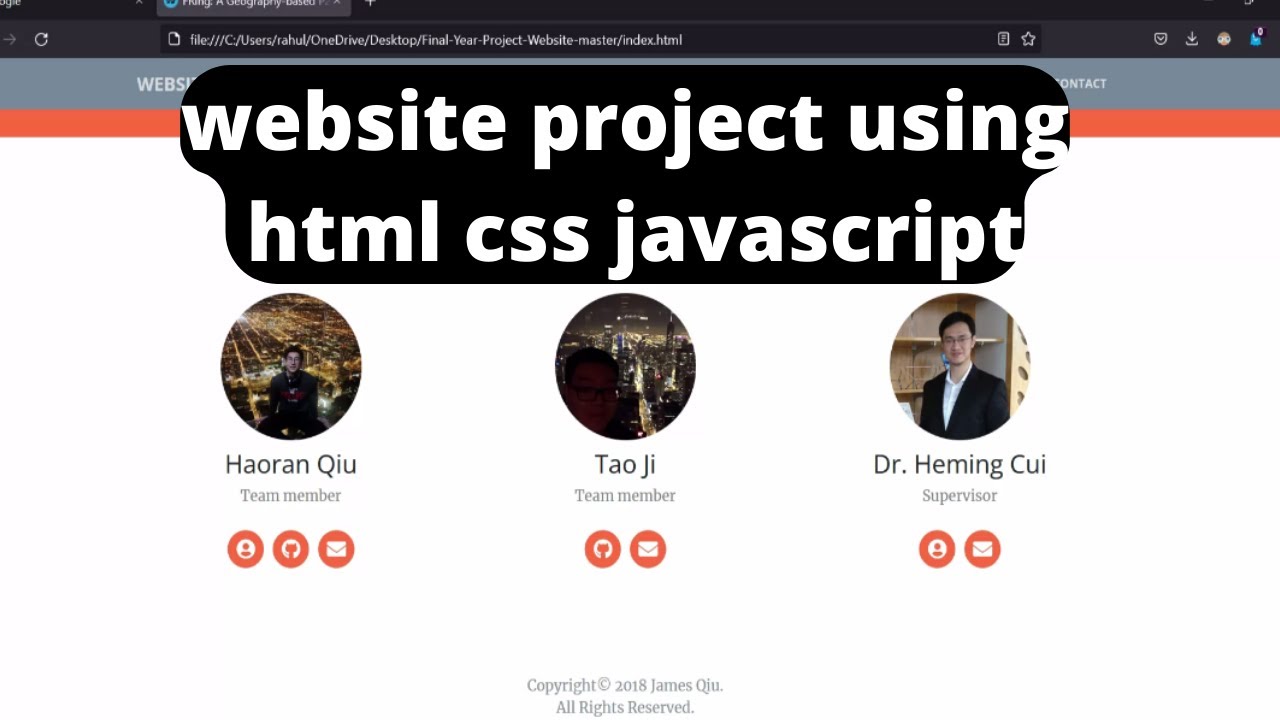 ogle
PRing: A Geography-based
file:///C:/Users/rahul/OneDrive/Desktop/Final-Year-Project-Website-master/index.html
0
CONTACT
website project using
html css javascript
Haoran Qiu
Tao Ji
Dr. Heming Cui
Team member
Team member
Supervisor
Copyright© 2018 James Qiu.
All Rights Reserved.